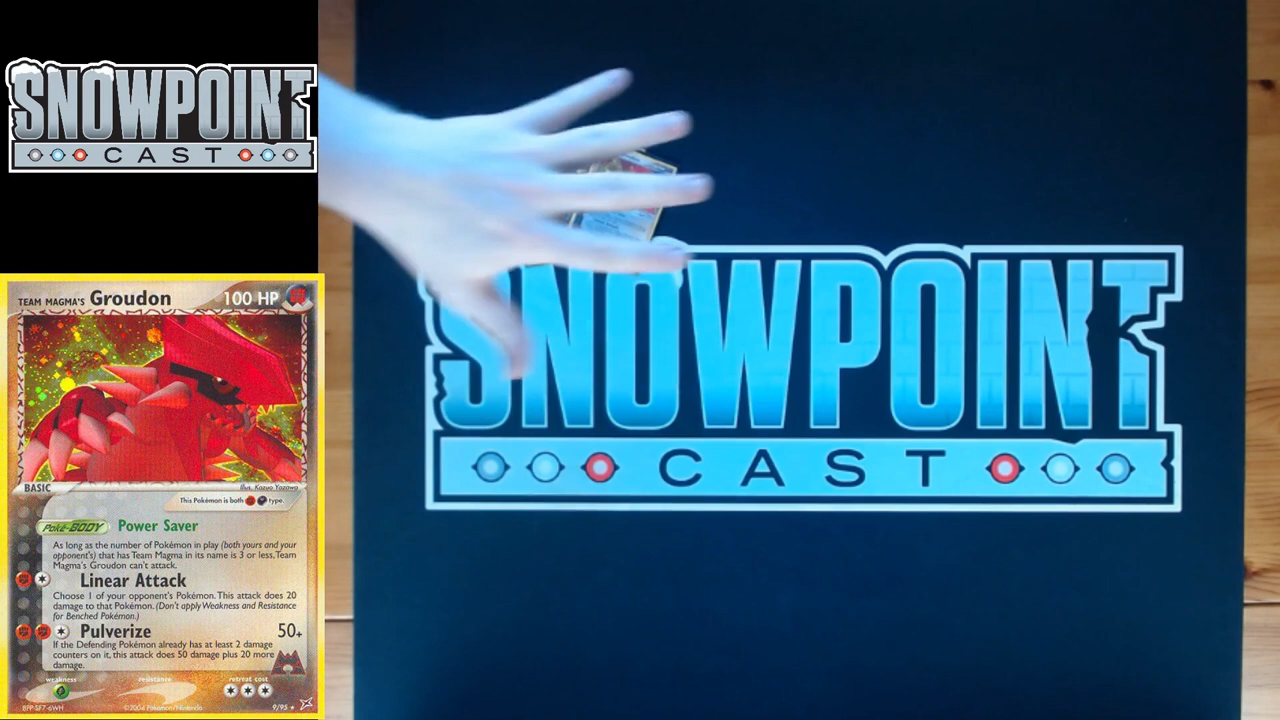 SNOWPOINT
CAST
TEAM MAGMA'S Groudon 100 HP
BASIC
Illus. Kazuo Yazawa
This Pokémon is both type.
Poké-BODY Power Saver
As long as the number of Pokémon in play (both yours and your
opponent's) that has Team Magma in its name is 3 or less, Team
Magma's Groudon can't attack.
Linear Attack
Choose 1 of your opponent's Pokémon. This attack does 20
damage to that Pokémon. (Don't apply Weakness and Resistance
for Benched Pokémon.)
Pulverize 50+
If the Defending Pokémon already has at least 2 damage
counters on it, this attack does 50 damage plus 20 more
damage.
weakness resistance retreat cost
©2004 Pokémon/Nintendo 9/95
SNOWPOINT
CAST